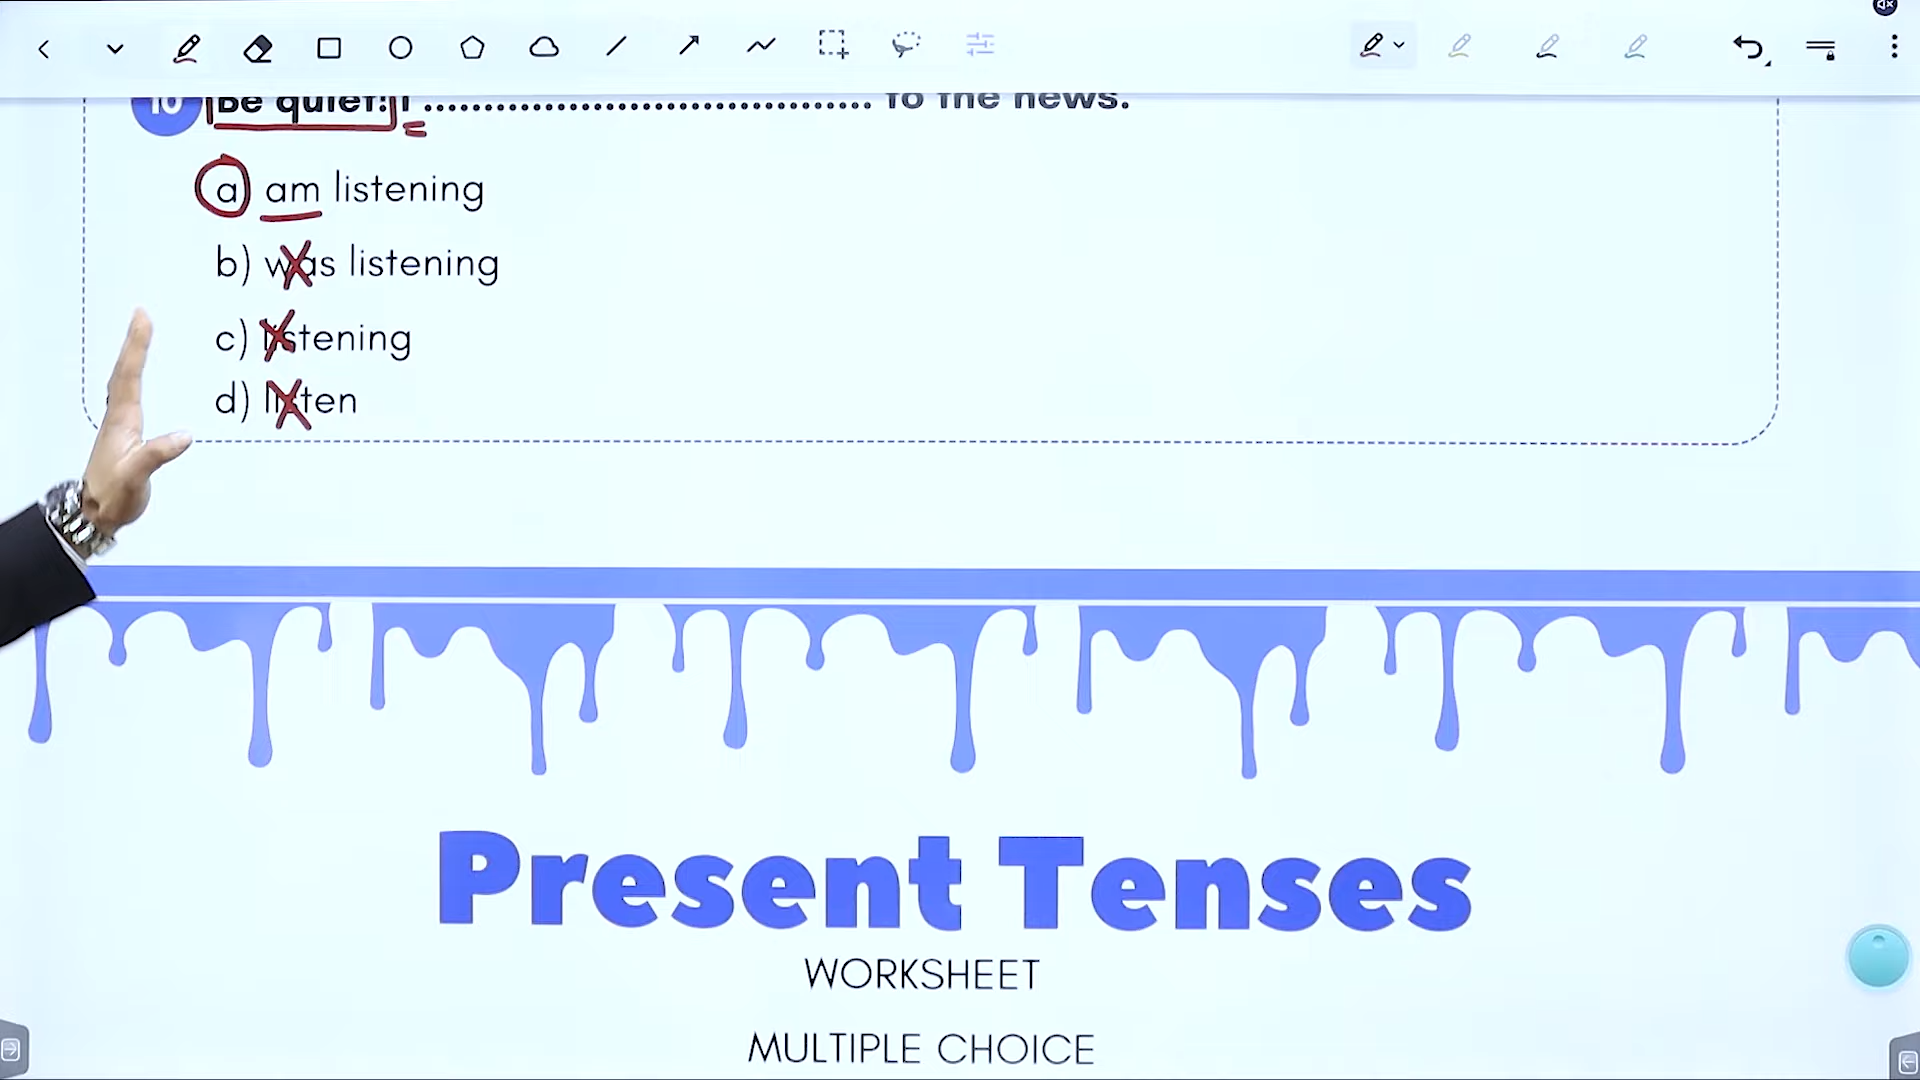 10 Be quiet! I ........................................ to the news.
a) am listening
b) was listening
c) listening
d) listen
Present Tenses
WORKSHEET
MULTIPLE CHOICE